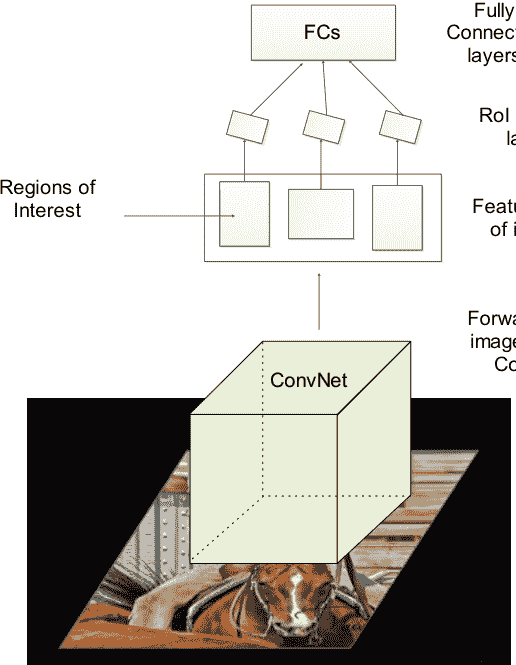 Fully
FCs
Connect
layers
RoI
la
Regions of
Interest
Featu
of i
Forwa
image
Co
ConvNet